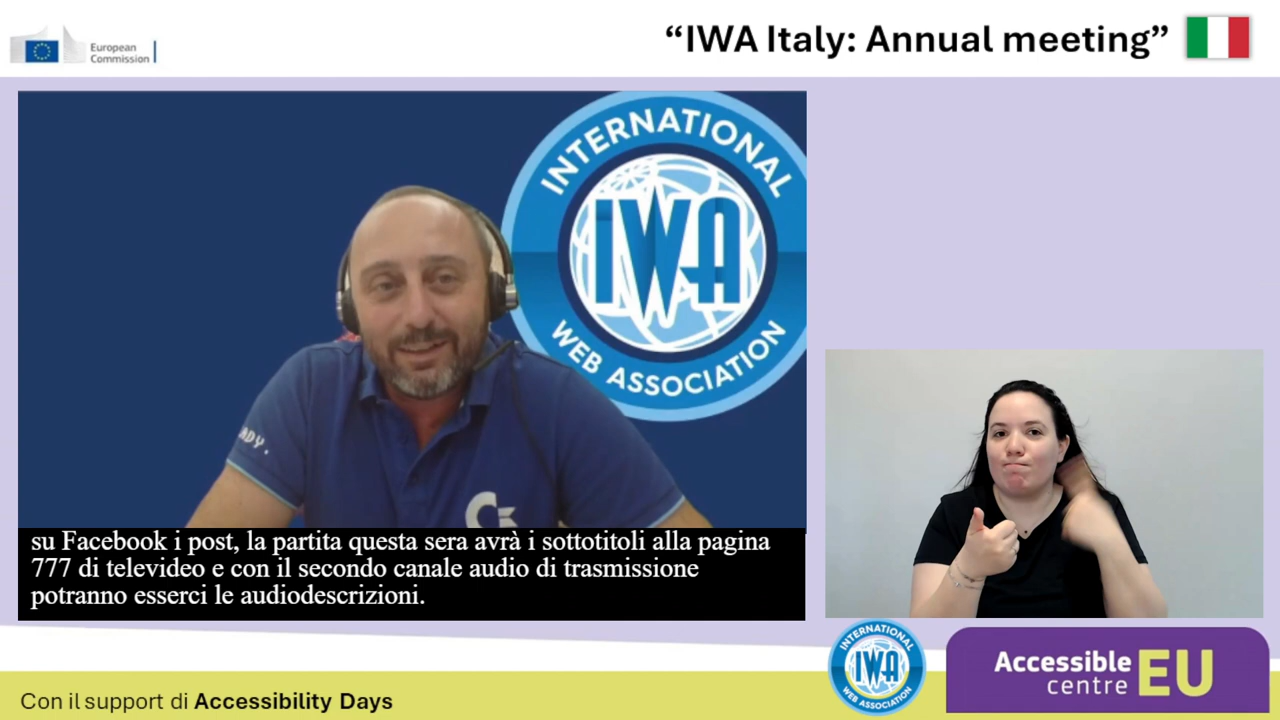 European
Commission
“IWA Italy: Annual meeting”
INTERNATIONAL
IWA
WEB ASSOCIATION
ADY.
su Facebook i post, la partita questa sera avrà i sottotitoli alla pagina
777 di televideo e con il secondo canale audio di trasmissione
potranno esserci le audiodescrizioni.
INTERNATIONAL
IWA
WEB ASSOCIATION
Accessible
centre
EU
Con il support di Accessibility Days